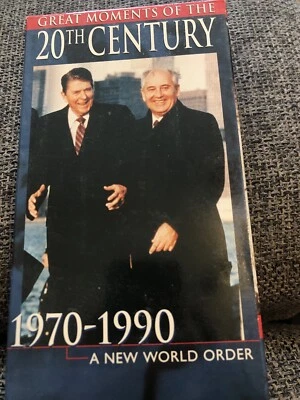 GREAT MOMENTS OF THE
20TH CENTURY
1970-1990
A NEW WORLD ORDER